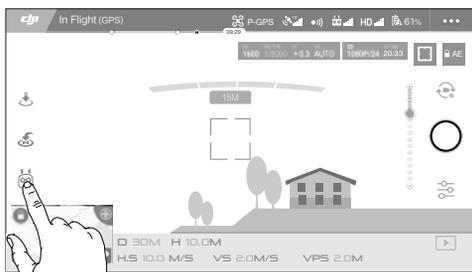 dji In Flight (GPS) P-GPS HD 61%
09:29
1600 1/8000 +0.3 AUTO 1080P/24 20:33 AE
15M
D 30M H 10.0M
H.S 10.0 M/S VS 2.0M/S VPS 2.0M